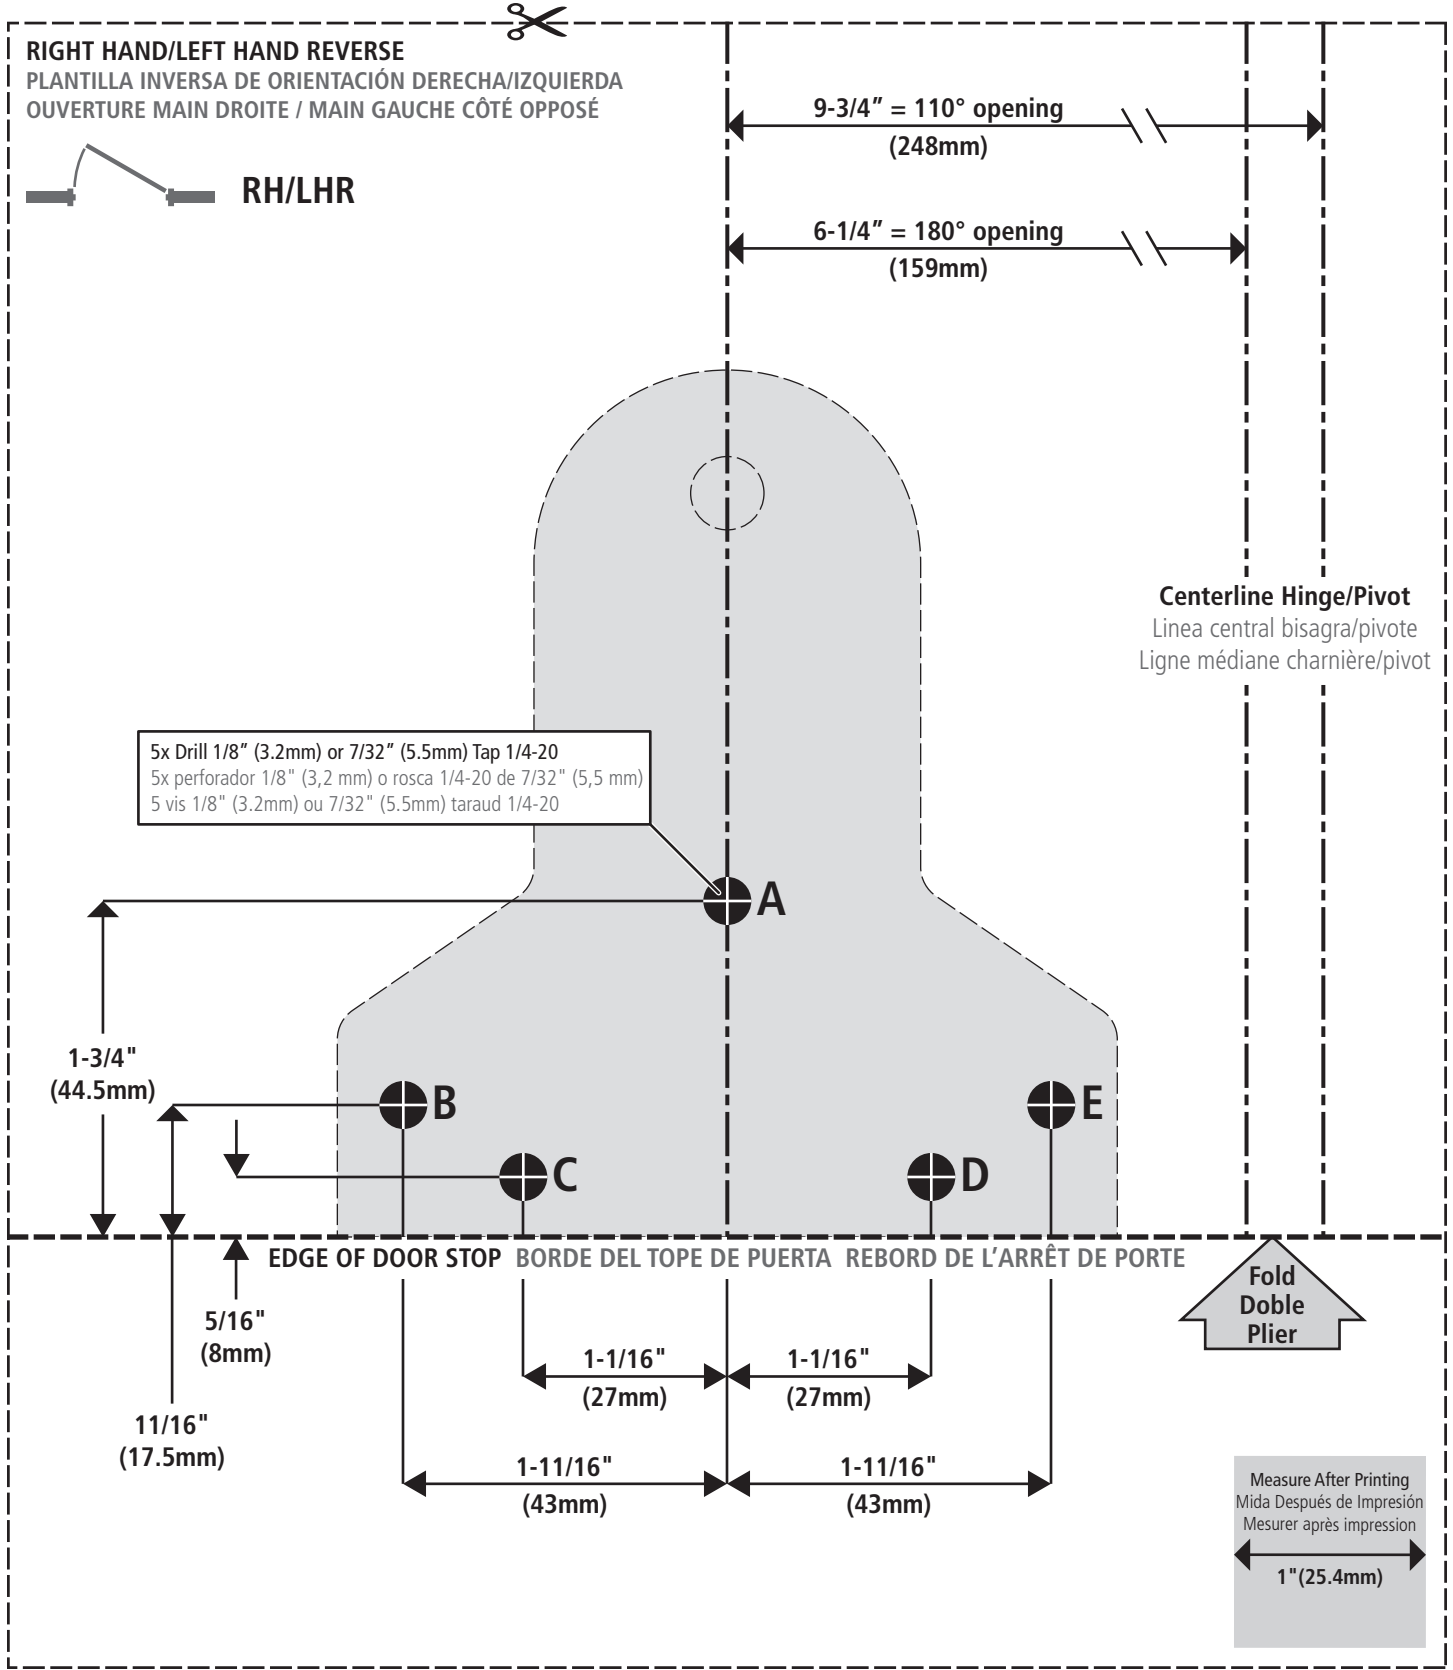 RIGHT HAND/LEFT HAND REVERSE
PLANTILLA INVERSA DE ORIENTACIÓN DERECHA/IZQUIERDA
OUVERTURE MAIN DROITE / MAIN GAUCHE CÔTÉ OPPOSÉ
RH/LHR
9-3/4″ = 110° opening
(248mm)
6-1/4″ = 180° opening
(159mm)
Centerline Hinge/Pivot
Linea central bisagra/pivote
Ligne médiane charnière/pivot
5x Drill 1/8″ (3.2mm) or 7/32″ (5.5mm) Tap 1/4-20
5x perforador 1/8" (3,2 mm) o rosca 1/4-20 de 7/32" (5,5 mm)
5 vis 1/8" (3.2mm) ou 7/32" (5.5mm) taraud 1/4-20
A
1-3/4"
(44.5mm)
B
E
C
D
EDGE OF DOOR STOP BORDE DEL TOPE DE PUERTA REBORD DE L’ARRÊT DE PORTE
Fold
Doble
Plier
5/16"
(8mm)
1-1/16"
(27mm)
1-1/16"
(27mm)
11/16"
(17.5mm)
1-11/16"
(43mm)
1-11/16"
(43mm)
Measure After Printing
Mida Después de Impresión
Mesurer après impression
1"(25.4mm)